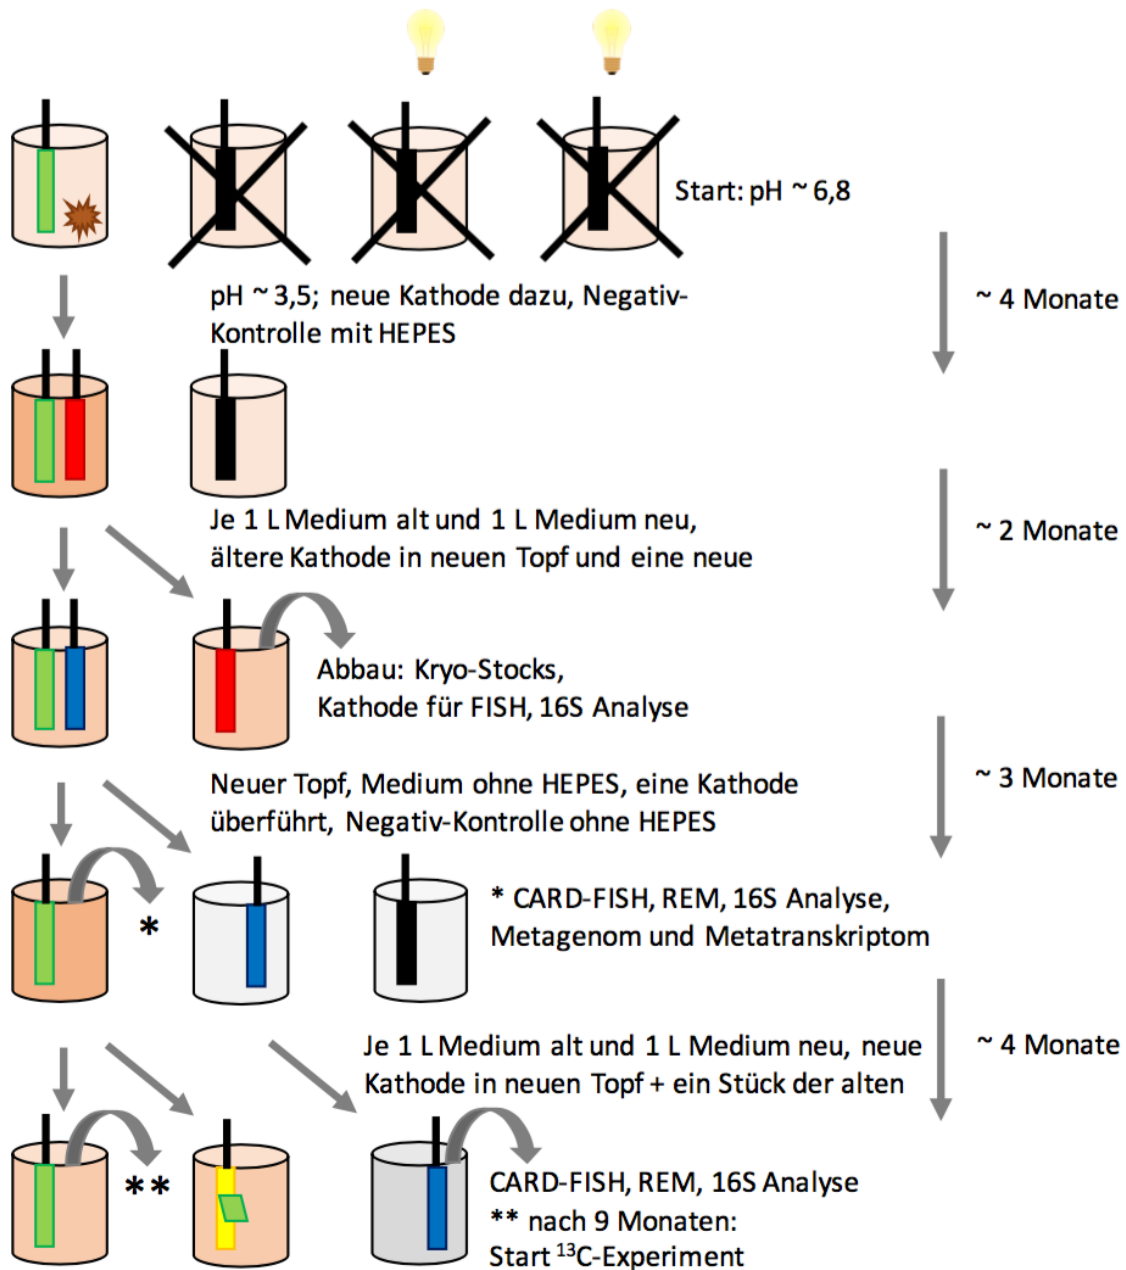 Start: pH ~ 6,8
pH ~ 3,5; neue Kathode dazu, Negativ-
Kontrolle mit HEPES
~ 4 Monate
Je 1 L Medium alt und 1 L Medium neu,
ältere Kathode in neuen Topf und eine neue
~ 2 Monate
Abbau: Kryo-Stocks,
Kathode für FISH, 16S Analyse
Neuer Topf, Medium ohne HEPES, eine Kathode
überführt, Negativ-Kontrolle ohne HEPES
~ 3 Monate
*
* CARD-FISH, REM, 16S Analyse,
Metagenom und Metatranskriptom
Je 1 L Medium alt und 1 L Medium neu, neue
Kathode in neuen Topf + ein Stück der alten
~ 4 Monate
**
CARD-FISH, REM, 16S Analyse
** nach 9 Monaten:
Start ¹³C-Experiment